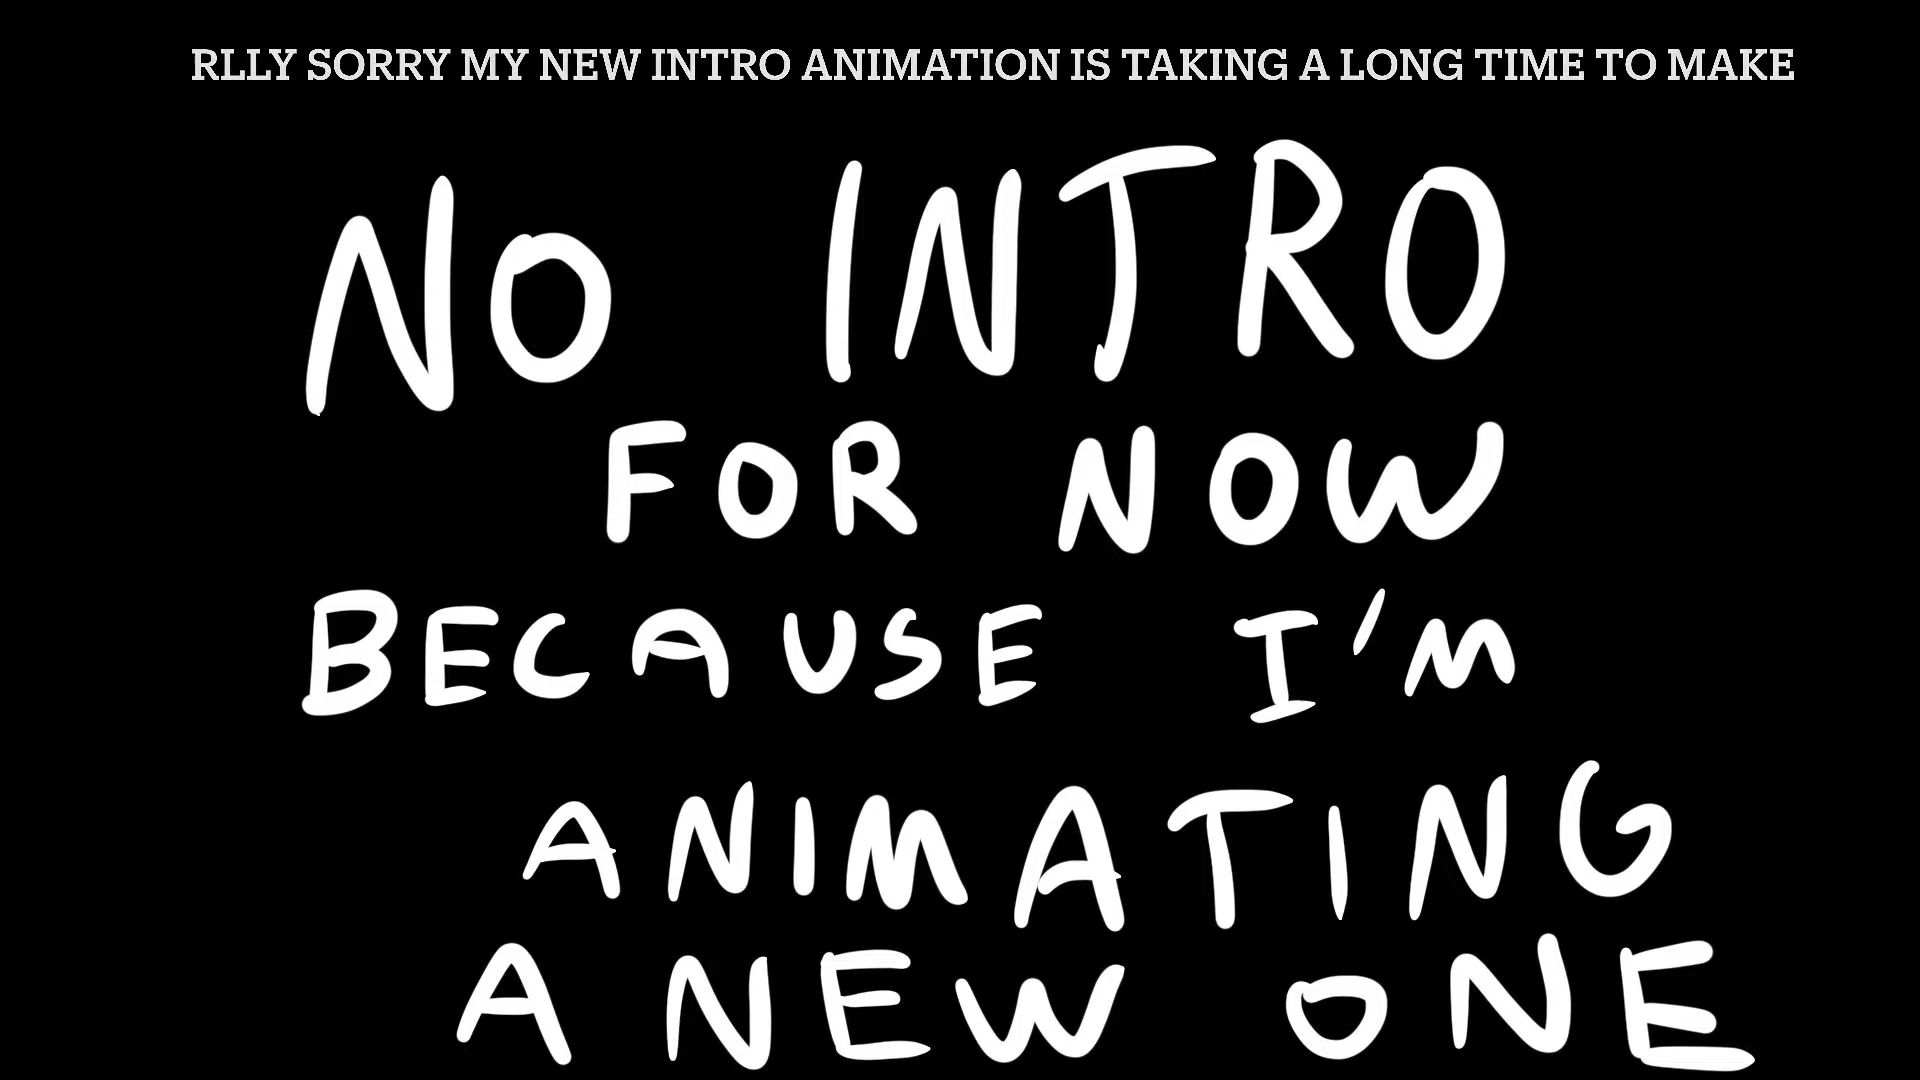 RLLY SORRY MY NEW INTRO ANIMATION IS TAKING A LONG TIME TO MAKE
NO INTRO
FOR NOW
BECAUSE I'M
ANIMATING
A NEW ONE